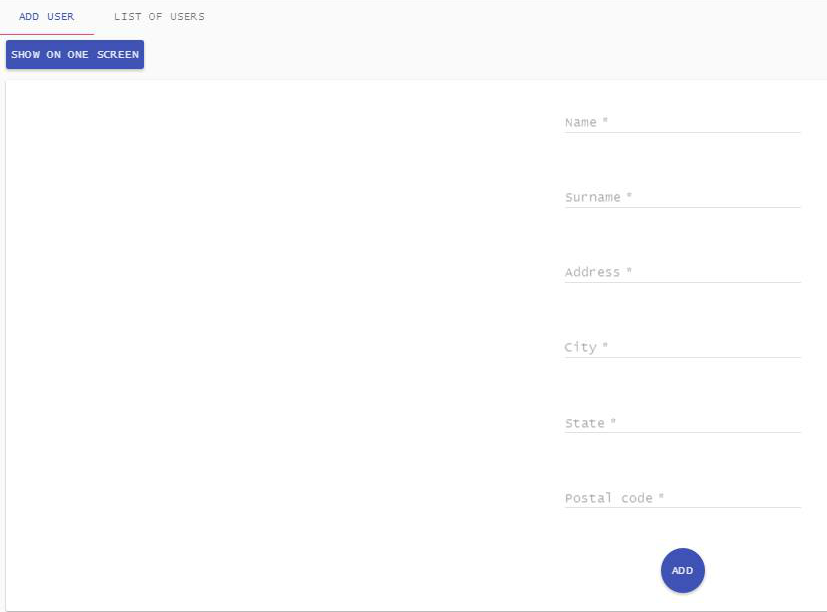 ADD USER LIST OF USERS
SHOW ON ONE SCREEN
Name *
Surname *
Address *
City *
State *
Postal code *
ADD